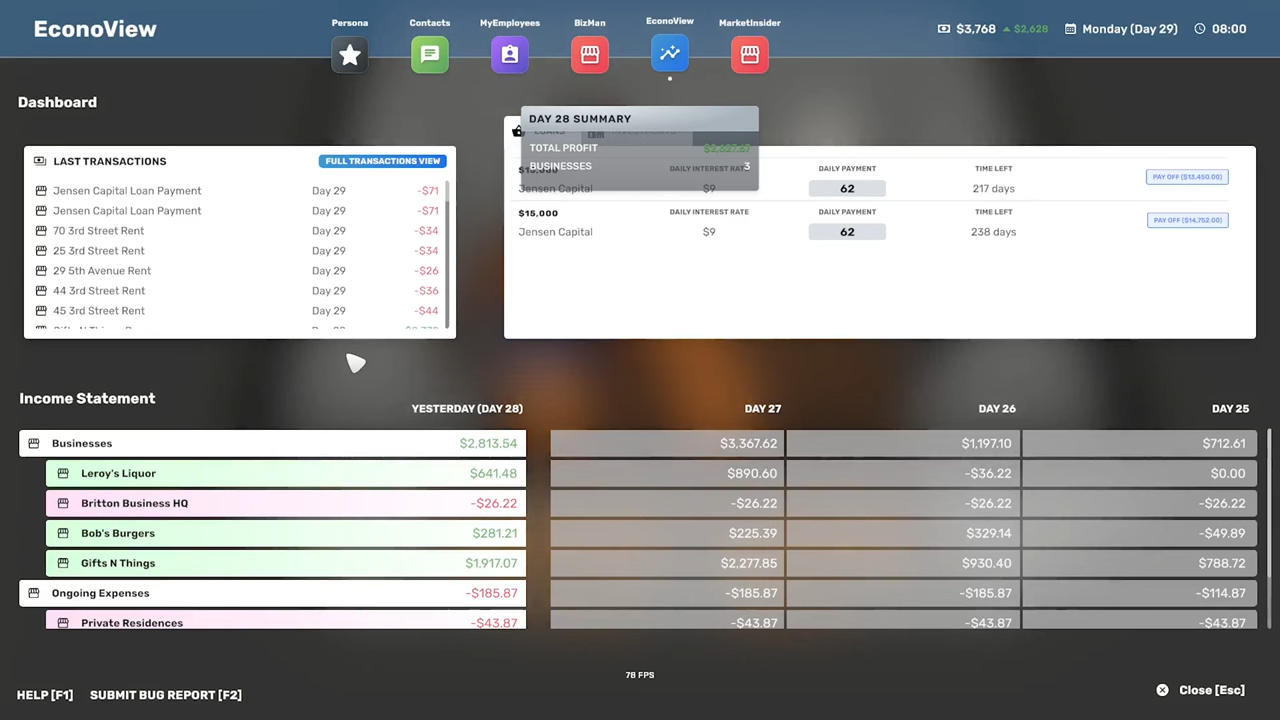 EconoView
Persona
Contacts
MyEmployees
BizMan
EconoView
MarketInsider
$3,768
$2,628
Monday (Day 29)
08:00
Dashboard
LAST TRANSACTIONS
FULL TRANSACTIONS VIEW
Jensen Capital Loan Payment Day 29 -$71
Jensen Capital Loan Payment Day 29 -$71
70 3rd Street Rent Day 29 -$34
25 3rd Street Rent Day 29 -$34
29 5th Avenue Rent Day 29 -$26
44 3rd Street Rent Day 29 -$36
45 3rd Street Rent Day 29 -$44
DAY 28 SUMMARY
LOANS INVESTMENTS
TOTAL PROFIT $2,627.67
BUSINESSES 3
DAILY INTEREST RATE DAILY PAYMENT TIME LEFT
Jensen Capital $9 62 217 days
PAY OFF ($13,450.00)
$15,000 DAILY INTEREST RATE DAILY PAYMENT TIME LEFT
Jensen Capital $9 62 238 days
PAY OFF ($14,752.00)
Income Statement
YESTERDAY (DAY 28) DAY 27 DAY 26 DAY 25
Businesses $2,813.54 $3,367.62 $1,197.10 $712.61
Leroy's Liquor $641.48 $890.60 -$36.22 $0.00
Britton Business HQ -$26.22 -$26.22 -$26.22 -$26.22
Bob's Burgers $281.21 $225.39 $329.14 -$49.89
Gifts N Things $1,917.07 $2,277.85 $930.40 $788.72
Ongoing Expenses -$185.87 -$185.87 -$185.87 -$114.87
Private Residences -$43.87 -$43.87 -$43.87 -$43.87
78 FPS
HELP [F1]
SUBMIT BUG REPORT [F2]
Close [Esc]